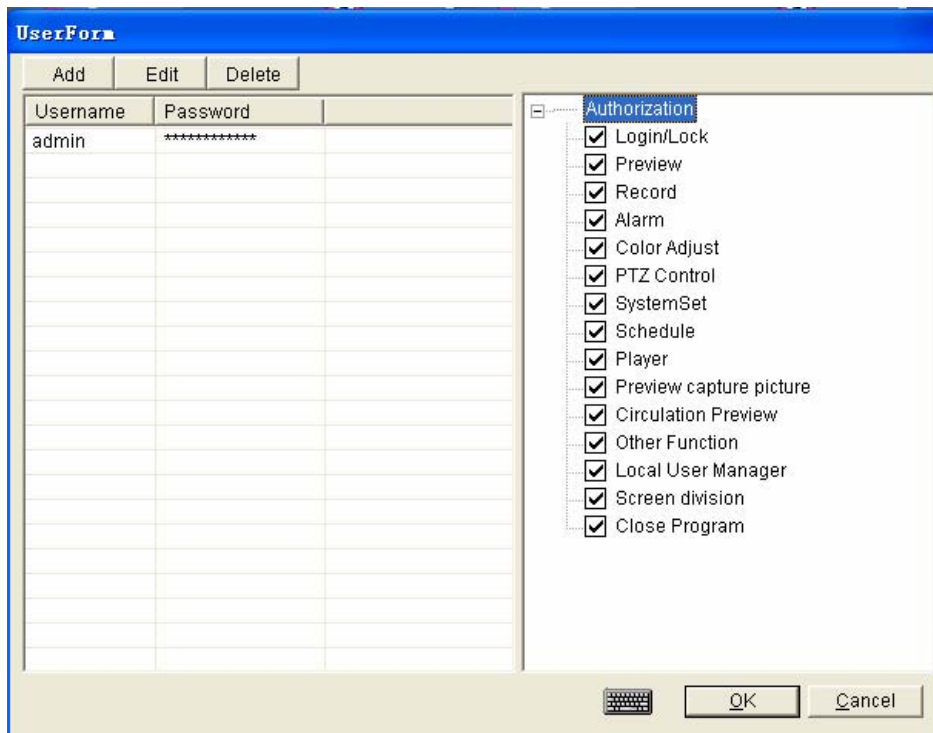 UserForm
Add Edit Delete
Username Password
admin ************
Authorization
Login/Lock
Preview
Record
Alarm
Color Adjust
PTZ Control
SystemSet
Schedule
Player
Preview capture picture
Circulation Preview
Other Function
Local User Manager
Screen division
Close Program
OK Cancel